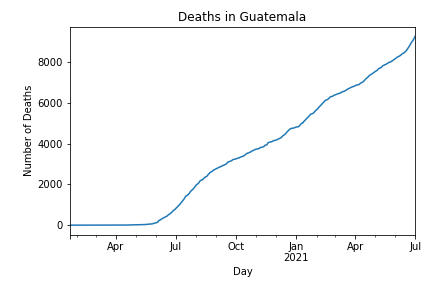 Deaths in Guatemala
Number of Deaths
8000
6000
4000
2000
0
Apr Jul Oct Jan Apr Jul
2021
Day